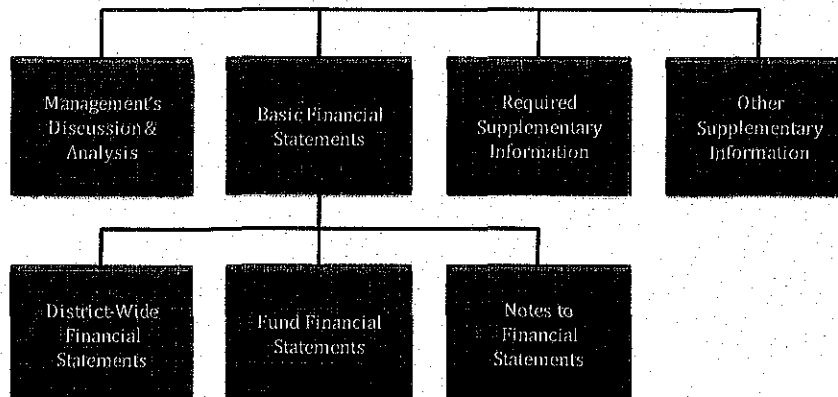 Management's
Discussion &
Analysis
Basic Financial
Statements
Required
Supplementary
Information
Other
Supplementary
Information
District-Wide
Financial
Statements
Fund Financial
Statements
Notes to
Financial
Statements